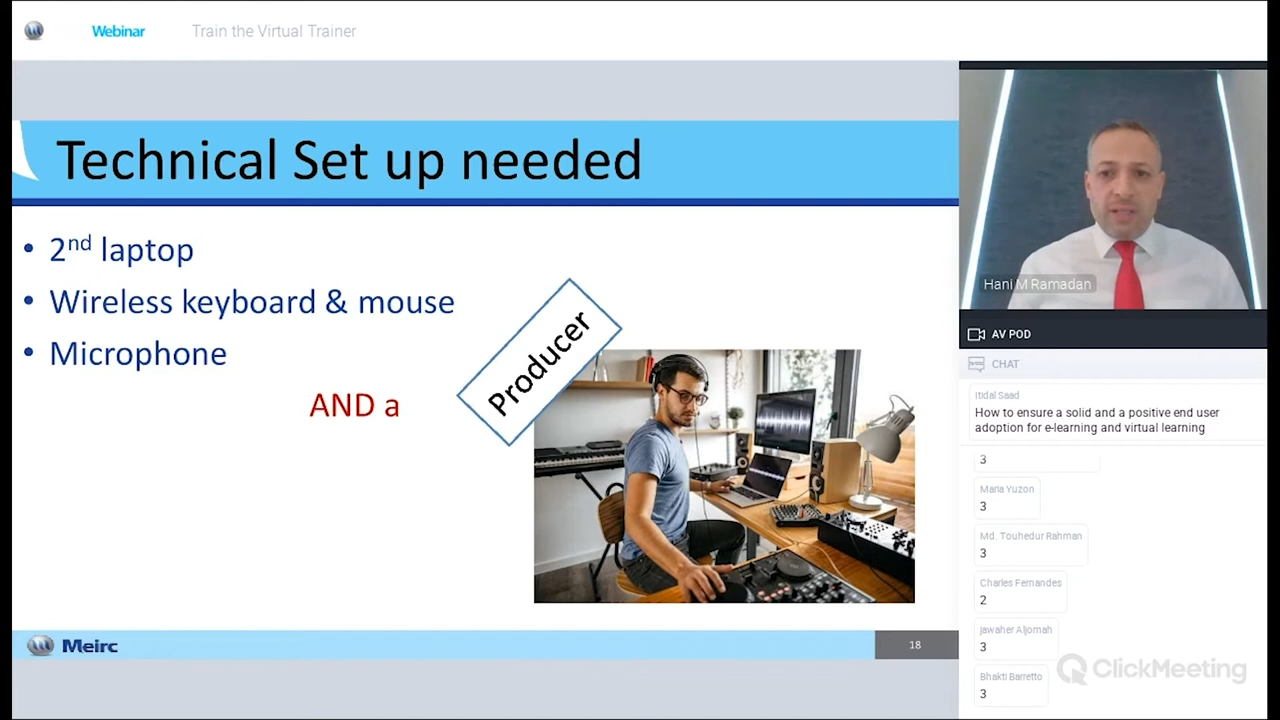 Webinar
Train the Virtual Trainer
Technical Set up needed
• 2nd laptop
• Wireless keyboard & mouse
• Microphone
AND a
Producer
Meirc
18
Hani M Ramadan
AV POD
CHAT
Itidal Saad
How to ensure a solid and a positive end user
adoption for e-learning and virtual learning
3
Maria Yuzon
3
Md. Touhedur Rahman
3
Charles Fernandes
2
jawaher Aljomah
3
Bhakti Barretto
3
ClickMeeting